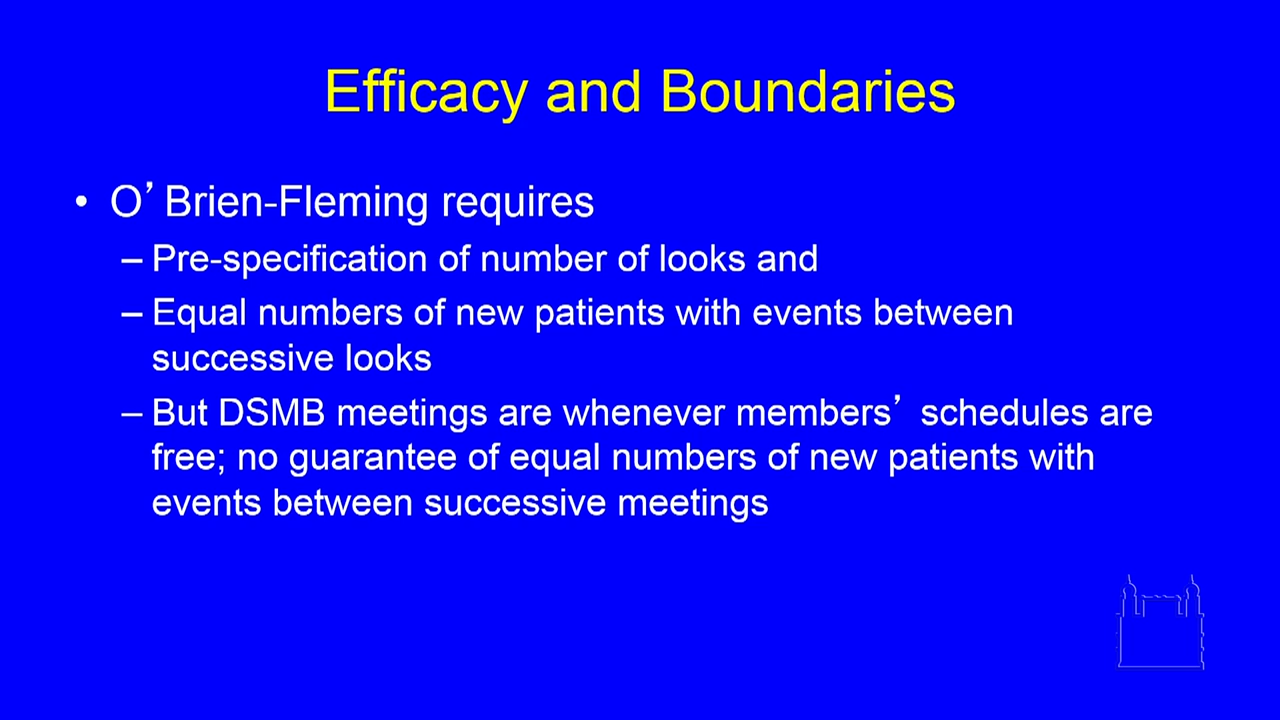 Efficacy and Boundaries
• O’Brien-Fleming requires
– Pre-specification of number of looks and
– Equal numbers of new patients with events between
successive looks
– But DSMB meetings are whenever members’ schedules are
free; no guarantee of equal numbers of new patients with
events between successive meetings